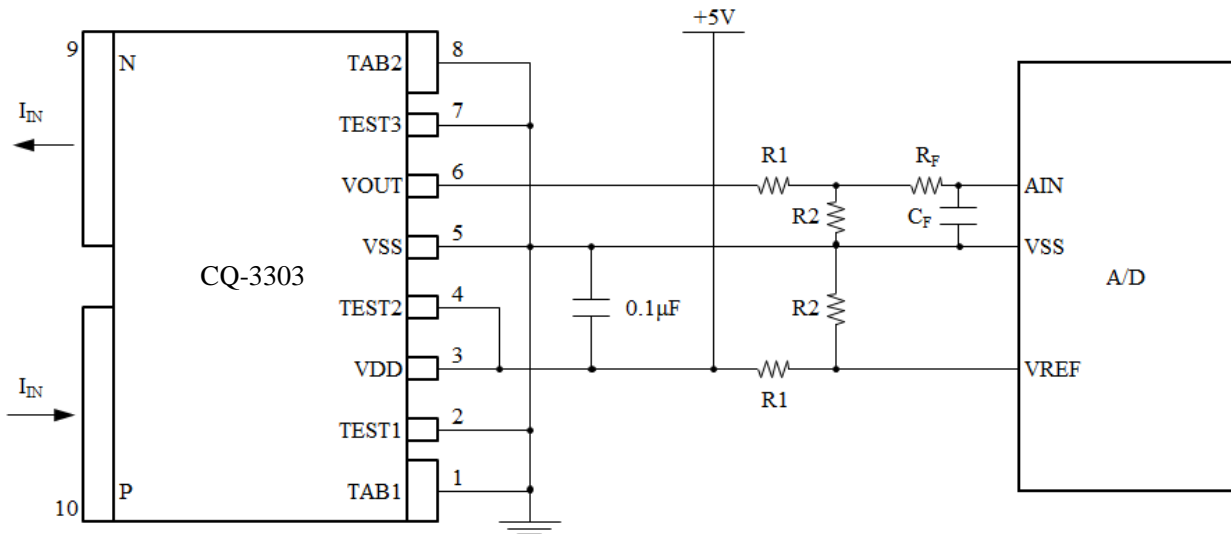 +5V
9
N
TAB2
8
I_IN
TEST3
7
VOUT
6
R1
R_F
AIN
R2
C_F
VSS
5
VSS
CQ-3303
A/D
TEST2
4
0.1μF
R2
VDD
3
R1
VREF
I_IN
TEST1
2
10
P
TAB1
1